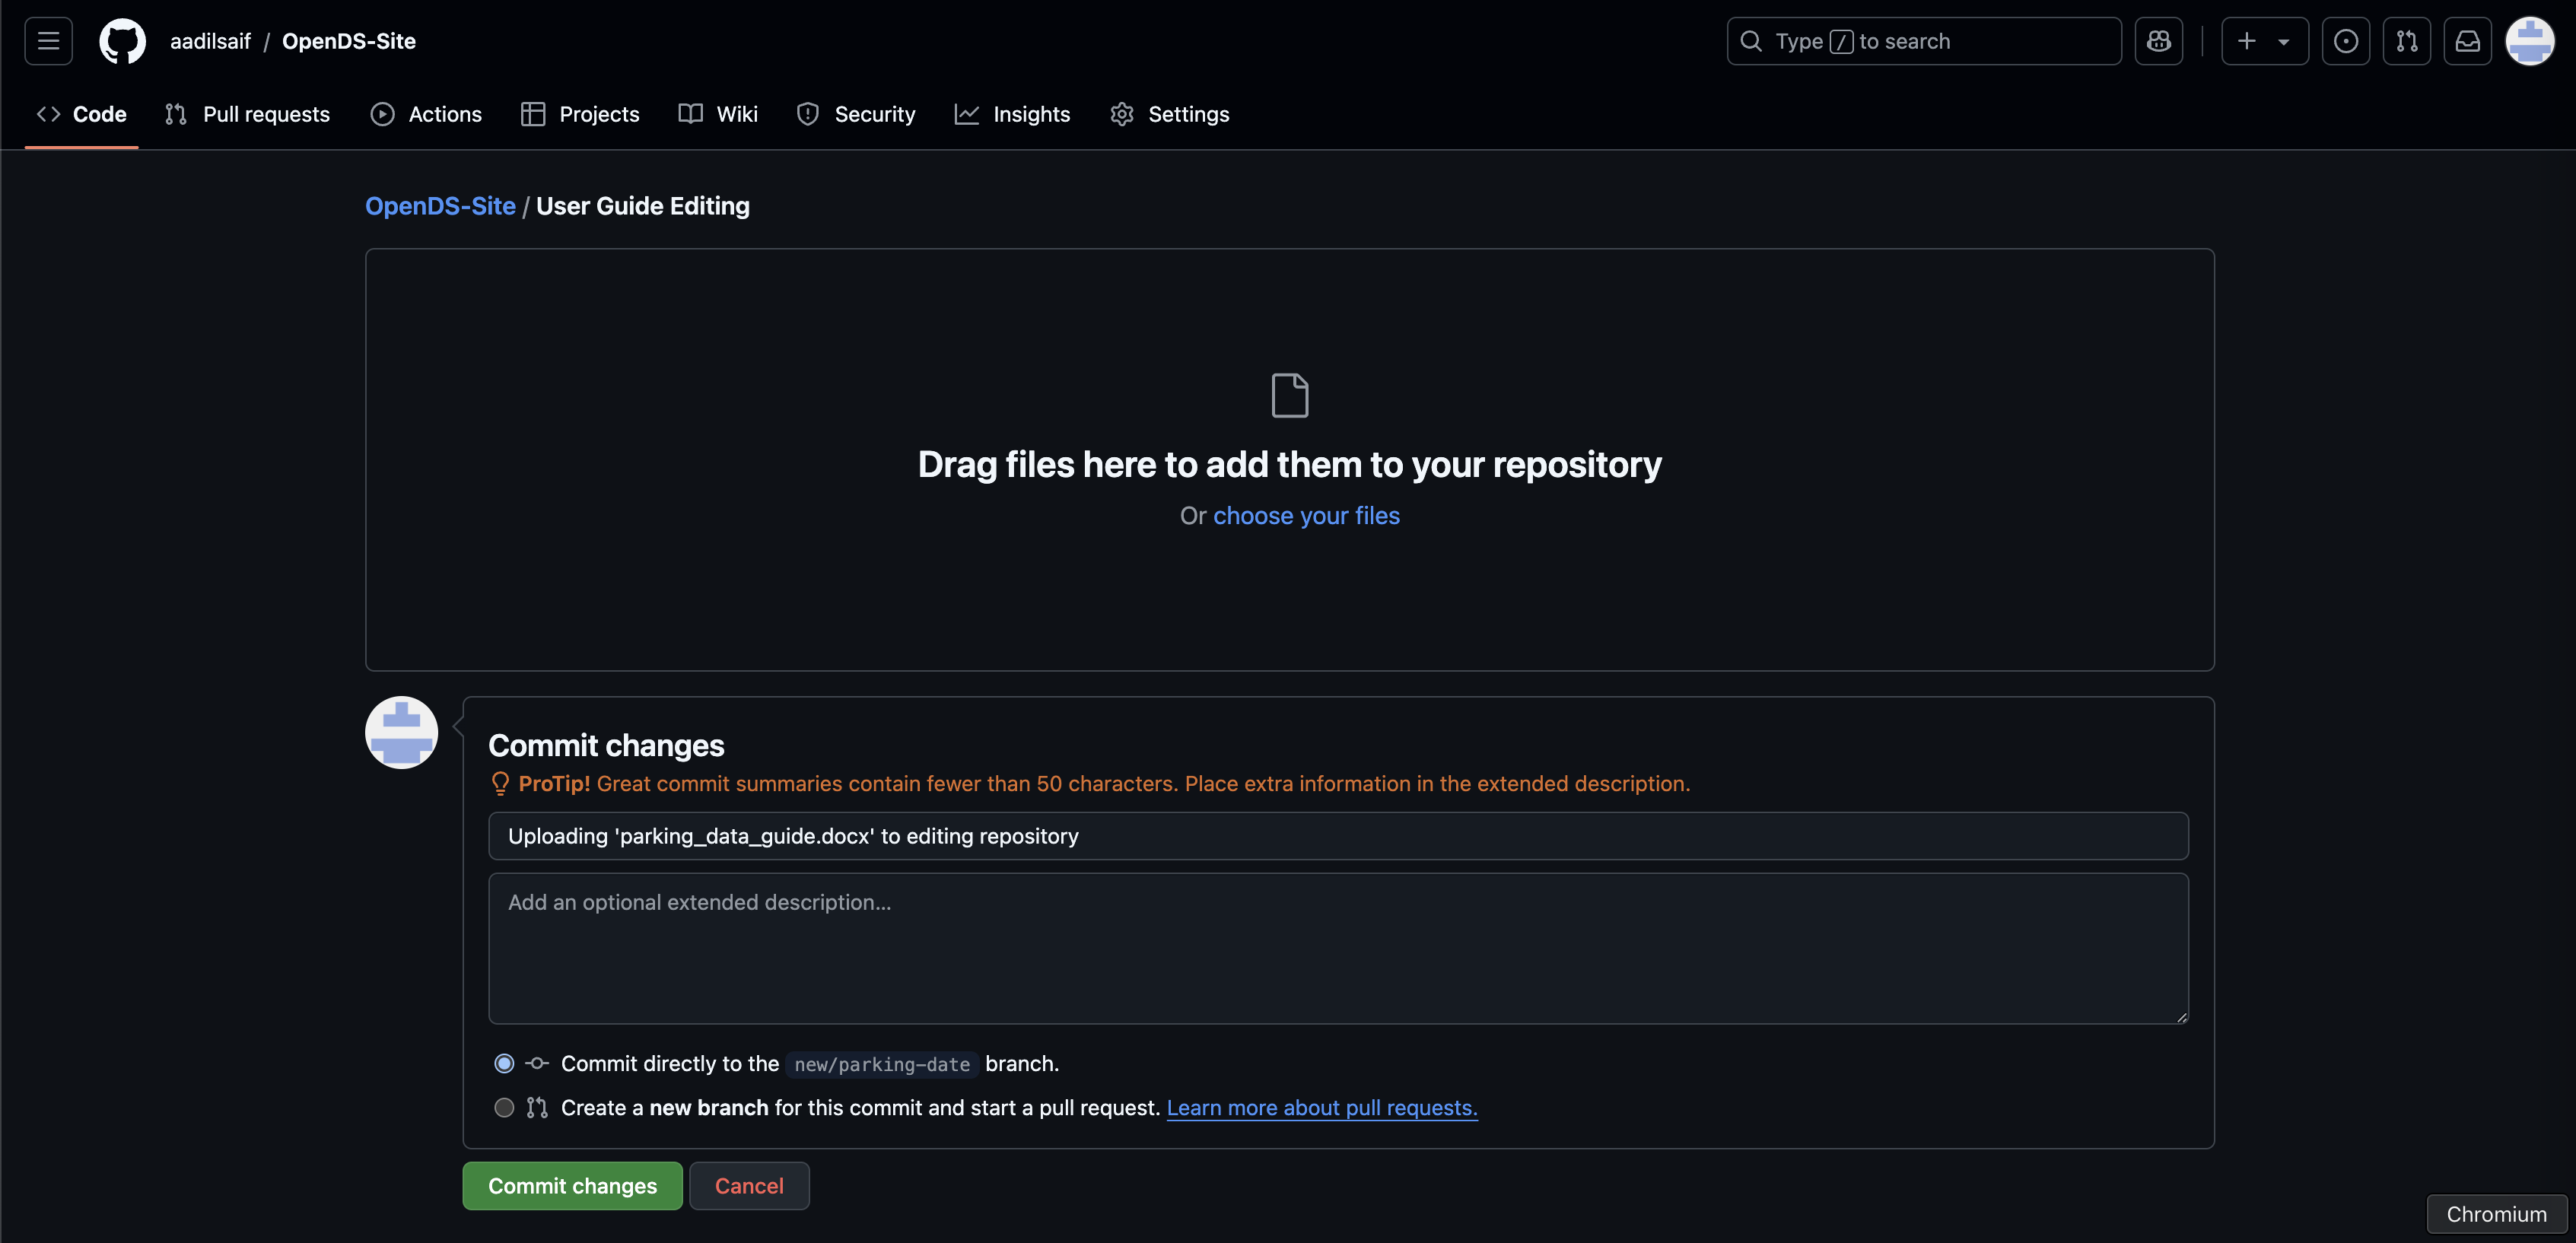 aadilsaif / OpenDS-Site
Type / to search
Code Pull requests Actions Projects Wiki Security Insights Settings
OpenDS-Site / User Guide Editing
Drag files here to add them to your repository
Or choose your files
Commit changes
ProTip! Great commit summaries contain fewer than 50 characters. Place extra information in the extended description.
Uploading 'parking_data_guide.docx' to editing repository
Add an optional extended description...
Commit directly to the new/parking-date branch.
Create a new branch for this commit and start a pull request. Learn more about pull requests.
Commit changes Cancel
Chromium